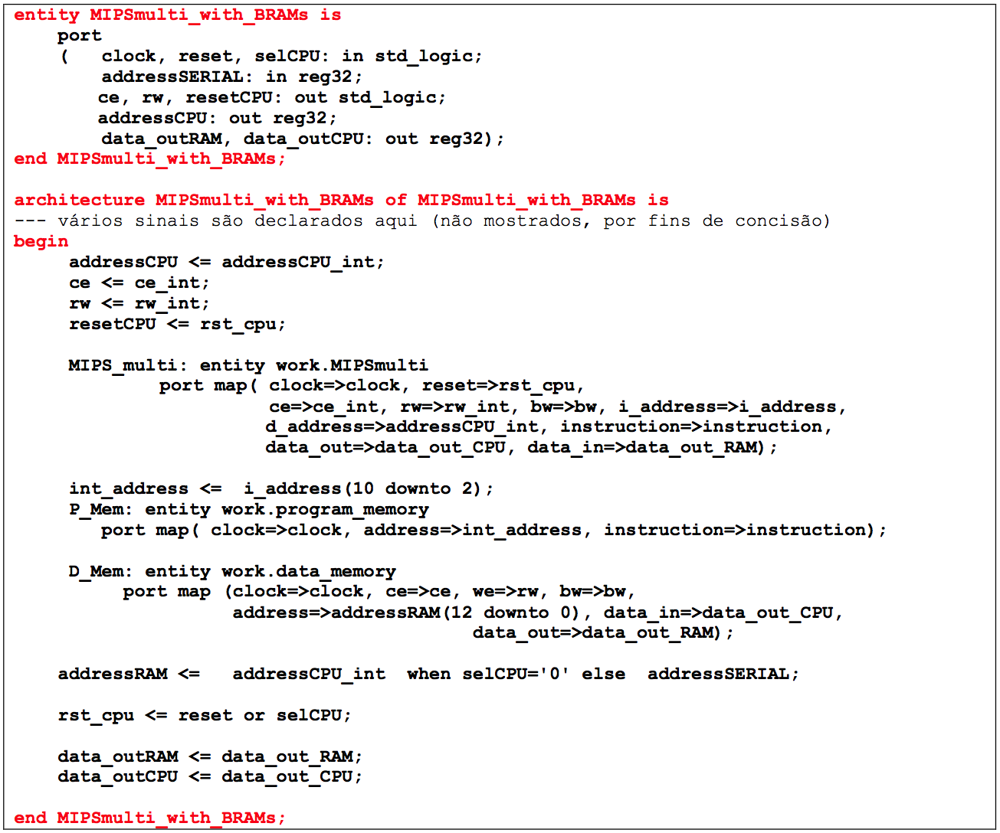 entity MIPSmulti_with_BRAMs is
port
( clock, reset, selCPU: in std_logic;
addressSERIAL: in reg32;
ce, rw, resetCPU: out std_logic;
addressCPU: out reg32;
data_outRAM, data_outCPU: out reg32);
end MIPSmulti_with_BRAMs;
architecture MIPSmulti_with_BRAMs of MIPSmulti_with_BRAMs is
--- vários sinais são declarados aqui (não mostrados, por fins de concisão)
begin
addressCPU <= addressCPU_int;
ce <= ce_int;
rw <= rw_int;
resetCPU <= rst_cpu;
MIPS_multi: entity work.MIPSmulti
port map( clock=>clock, reset=>rst_cpu,
ce=>ce_int, rw=>rw_int, bw=>bw, i_address=>i_address,
d_address=>addressCPU_int, instruction=>instruction,
data_out=>data_out_CPU, data_in=>data_out_RAM);
int_address <= i_address(10 downto 2);
P_Mem: entity work.program_memory
port map( clock=>clock, address=>int_address, instruction=>instruction);
D_Mem: entity work.data_memory
port map (clock=>clock, ce=>ce, we=>rw, bw=>bw,
address=>addressRAM(12 downto 0), data_in=>data_out_CPU,
data_out=>data_out_RAM);
addressRAM <= addressCPU_int when selCPU='0' else addressSERIAL;
rst_cpu <= reset or selCPU;
data_outRAM <= data_out_RAM;
data_outCPU <= data_out_CPU;
end MIPSmulti_with_BRAMs;